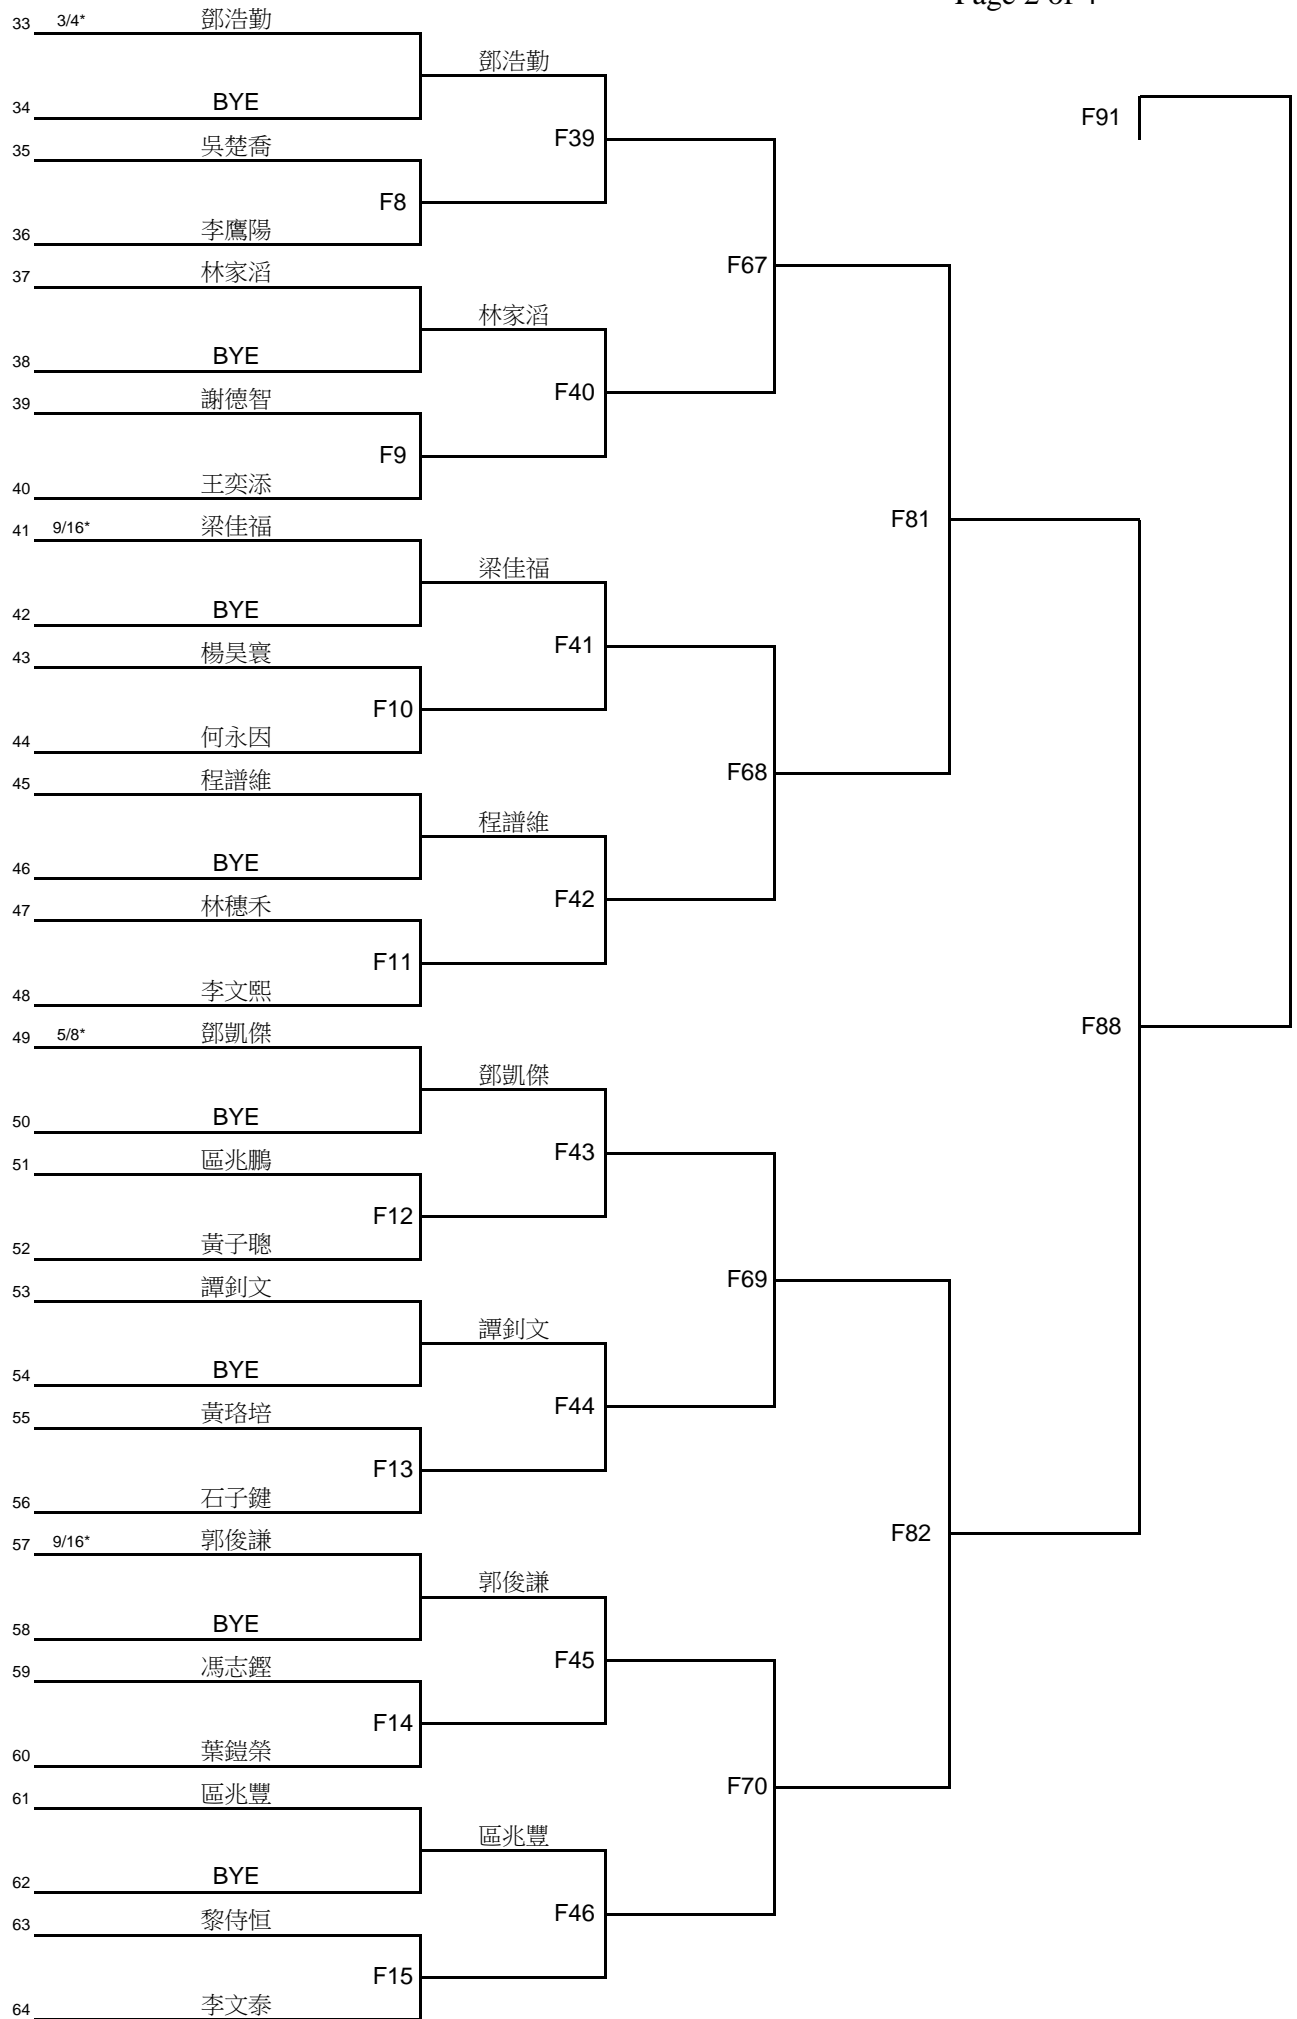 Page 2 of 4
33 3/4* 鄧浩勤
鄧浩勤
34 BYE
F91
F39
35 吳楚喬
F8
36 李鷹陽
F67
37 林家滔
林家滔
38 BYE
F40
39 謝德智
F9
40 王奕添
F81
41 9/16* 梁佳福
梁佳福
42 BYE
F41
43 楊昊寰
F10
44 何永因
F68
45 程譜維
程譜維
46 BYE
F42
47 林穗禾
F11
48 李文熙
F88
49 5/8* 鄧凱傑
鄧凱傑
50 BYE
F43
51 區兆鵬
F12
52 黃子聰
F69
53 譚釗文
譚釗文
54 BYE
F44
55 黃珞培
F13
56 石子鍵
F82
57 9/16* 郭俊謙
郭俊謙
58 BYE
F45
59 馮志鏗
F14
60 葉鎧榮
F70
61 區兆豐
區兆豐
62 BYE
F46
63 黎侍恒
F15
64 李文泰